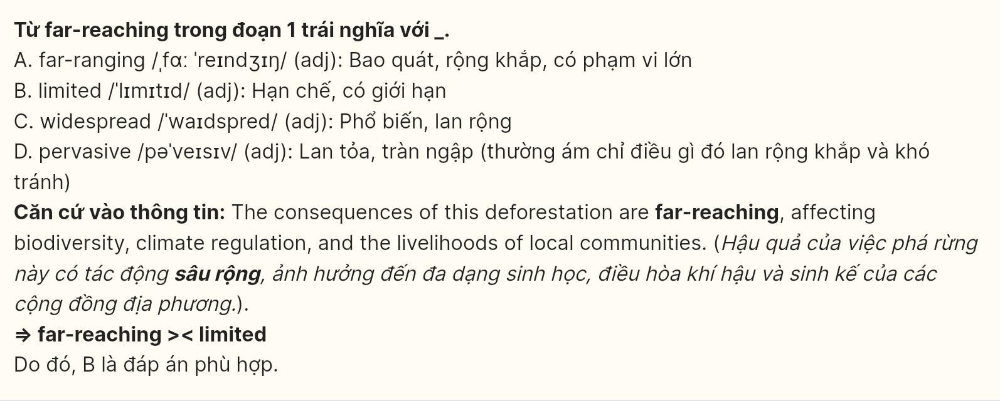 Từ far-reaching trong đoạn 1 trái nghĩa với _.
A. far-ranging /ˌfɑː ˈreɪndʒɪŋ/ (adj): Bao quát, rộng khắp, có phạm vi lớn
B. limited /ˈlɪmɪtɪd/ (adj): Hạn chế, có giới hạn
C. widespread /ˈwaɪdspred/ (adj): Phổ biến, lan rộng
D. pervasive /pəˈveɪsɪv/ (adj): Lan tỏa, tràn ngập (thường ám chỉ điều gì đó lan rộng khắp và khó
tránh)
Căn cứ vào thông tin: The consequences of this deforestation are far-reaching, affecting
biodiversity, climate regulation, and the livelihoods of local communities. (Hậu quả của việc phá rừng
này có tác động sâu rộng, ảnh hưởng đến đa dạng sinh học, điều hòa khí hậu và sinh kế của các
cộng đồng địa phương.).
⇒ far-reaching >< limited
Do đó, B là đáp án phù hợp.